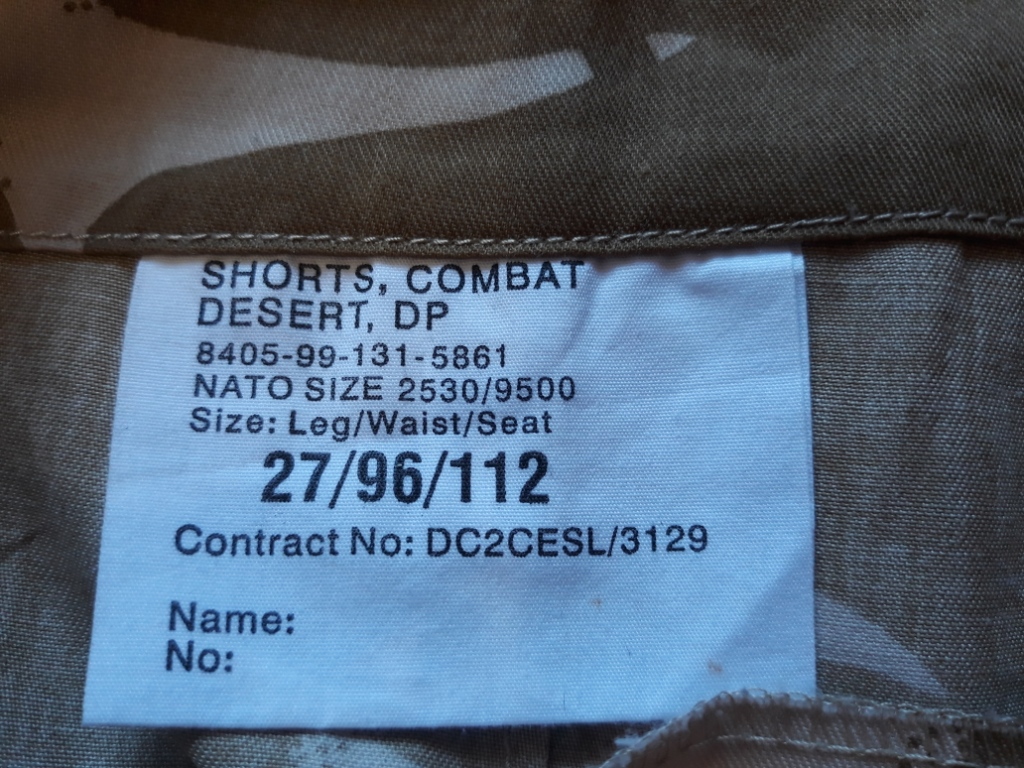 SHORTS, COMBAT
DESERT, DP
8405-99-131-5861
NATO SIZE 2530/9500
Size: Leg/Waist/Seat
27/96/112
Contract No: DC2CESL/3129
Name:
No: